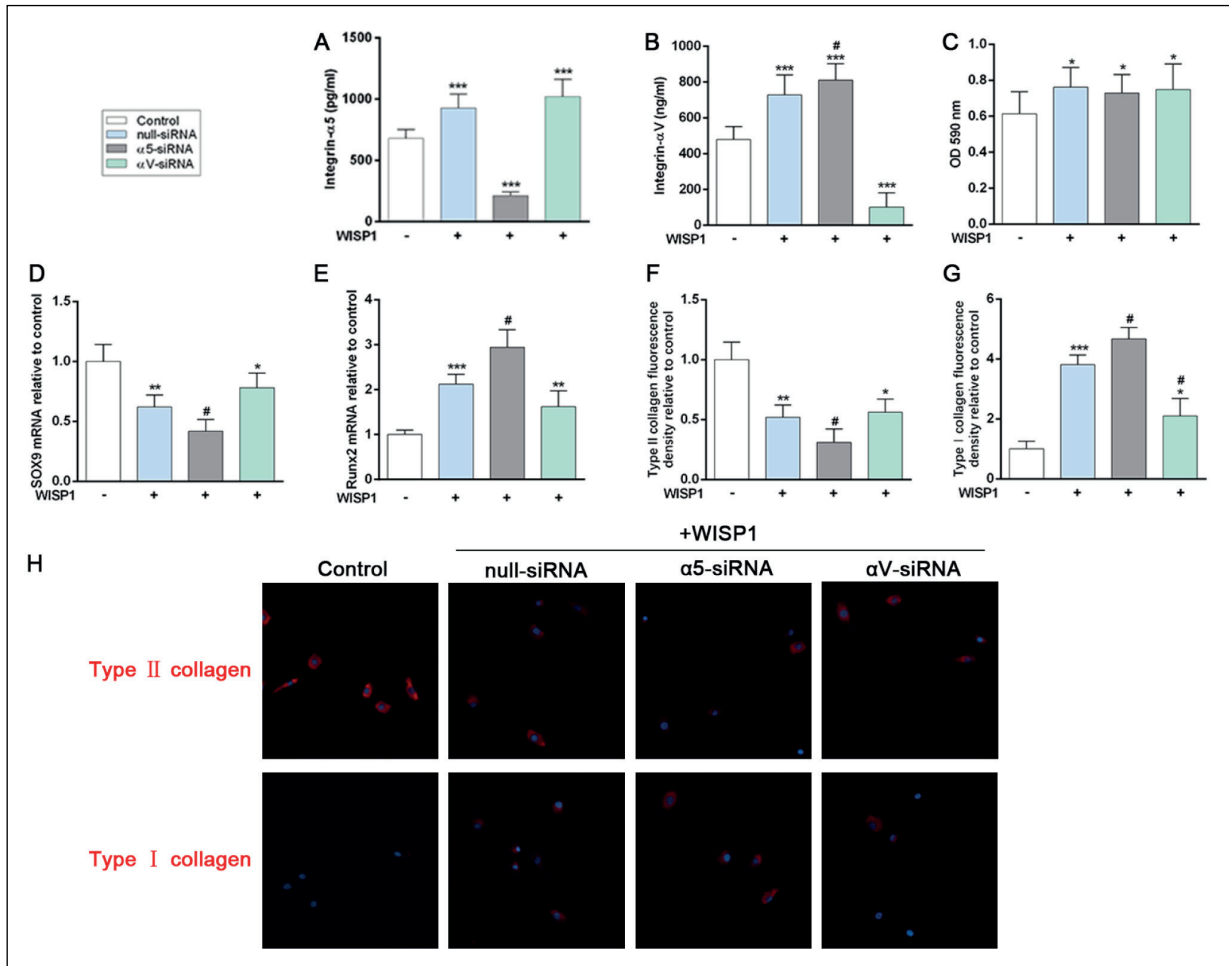 Control
null-siRNA
α5-siRNA
αV-siRNA
A
Integrin-α5 (pg/ml)
1500
1000
500
0
***
***
***
WISP1 - + + +
B
Integrin-αV (ng/ml)
1000
800
600
400
200
0
***
#
***
***
WISP1 - + + +
C
OD 590 nm
1.0
0.8
0.6
0.4
0.2
0.0
*
*
*
WISP1 - + + +
D
SOX9 mRNA relative to control
1.5
1.0
0.5
0.0
**
#
*
WISP1 - + + +
E
Runx2 mRNA relative to control
4
3
2
1
0
***
#
**
WISP1 - + + +
F
Type II collagen fluorescence
density relative to control
1.5
1.0
0.5
0.0
**
#
*
WISP1 - + + +
G
Type I collagen fluorescence
density relative to control
6
4
2
0
***
#
#
*
WISP1 - + + +
H
+WISP1
Control null-siRNA α5-siRNA αV-siRNA
Type Ⅱ collagen
Type Ⅰ collagen